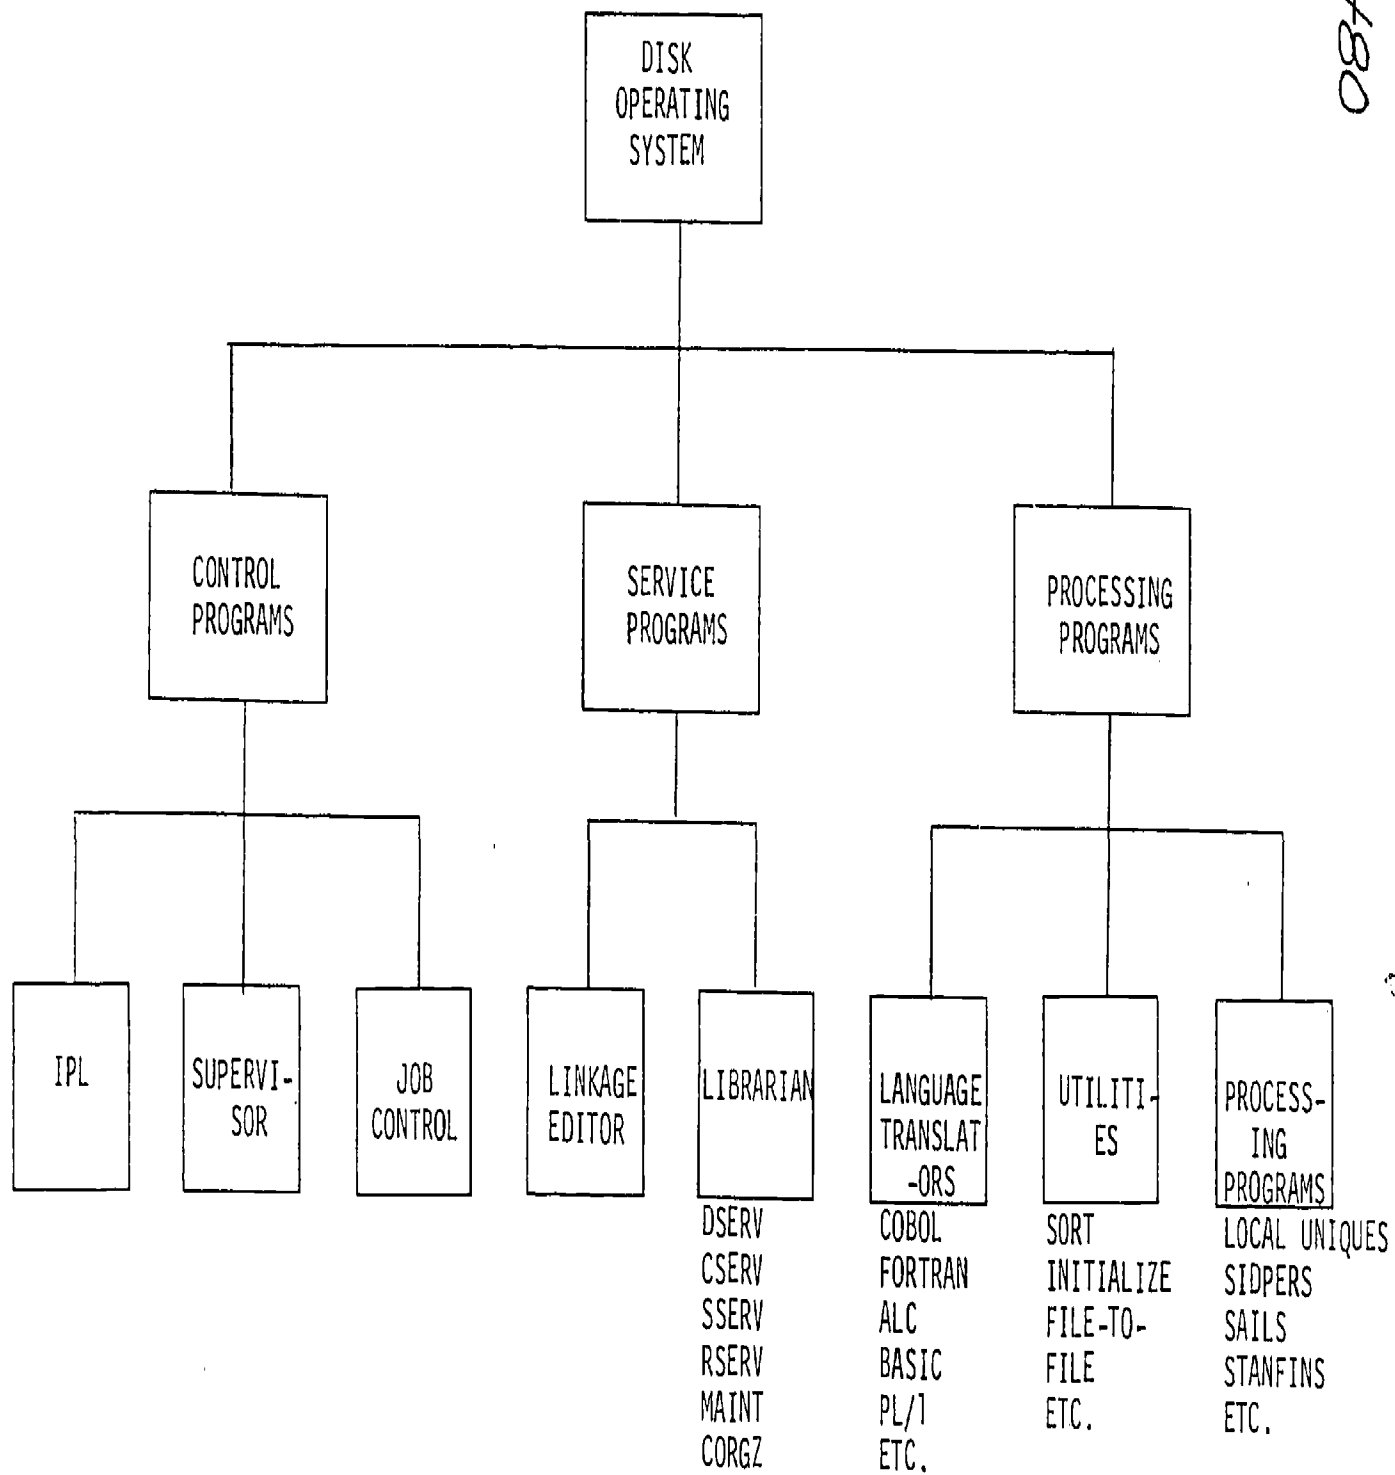 480
DISK
OPERATING
SYSTEM
CONTROL
PROGRAMS
SERVICE
PROGRAMS
PROCESSING
PROGRAMS
IPL
SUPERVI-
SOR
JOB
CONTROL
LINKAGE
EDITOR
LIBRARIAN
DSERV
CSERV
SSERV
RSERV
MAINT
CORGZ
LANGUAGE
TRANSLAT
-ORS
COBOL
FORTRAN
ALC
BASIC
PL/1
ETC.
UTILITI-
ES
SORT
INITIALIZE
FILE-TO-
FILE
ETC.
PROCESS-
ING
PROGRAMS
LOCAL UNIQUES
SIDPERS
SAILS
STANFINS
ETC.